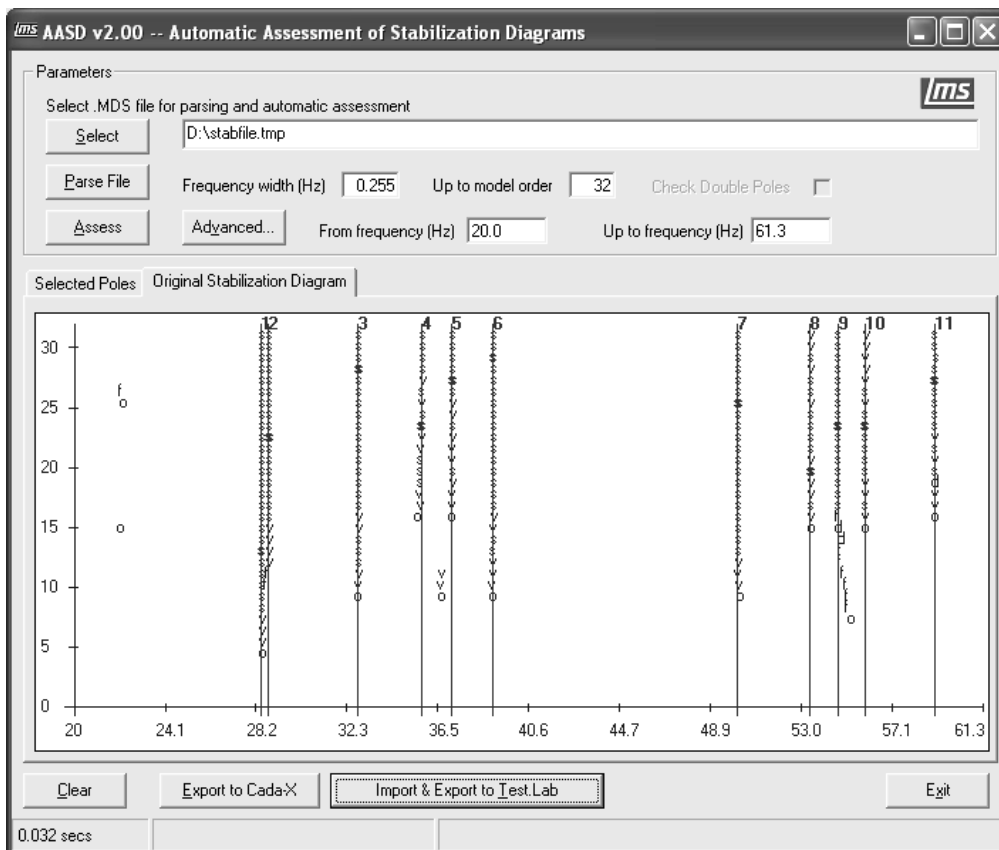 lms AASD v2.00 -- Automatic Assessment of Stabilization Diagrams
Parameters
lms
Select .MDS file for parsing and automatic assessment
Select D:\stabfile.tmp
Parse File Frequency width (Hz) 0.255 Up to model order 32 Check Double Poles
Assess Advanced... From frequency (Hz) 20.0 Up to frequency (Hz) 61.3
Selected Poles Original Stabilization Diagram
1 2 3 4 5 6 7 8 9 10 11
30
25
20
15
10
5
0
20 24.1 28.2 32.3 36.5 40.6 44.7 48.9 53.0 57.1 61.3
Clear Export to Cada-X Import & Export to Test.Lab Exit
0.032 secs